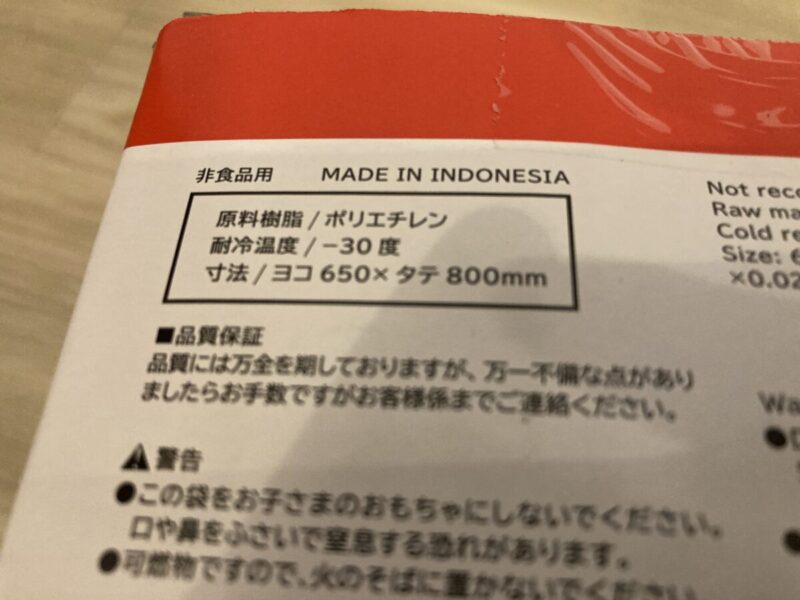 非食品用 MADE IN INDONESIA
原料樹脂 / ポリエチレン
耐冷温度 / −30 度
寸法 / ヨコ 650× タテ 800mm
■品質保証
品質には万全を期しておりますが、万一不備な点があり
ましたらお手数ですがお客様係までご連絡ください。
警告
●この袋をお子さまのおもちゃにしないでください。
口や鼻をふさいで窒息する恐れがあります。
●可燃物ですので、火のそばに置かないでください
Not reco
Raw ma
Cold re
Size: 6
×0.02
Wa